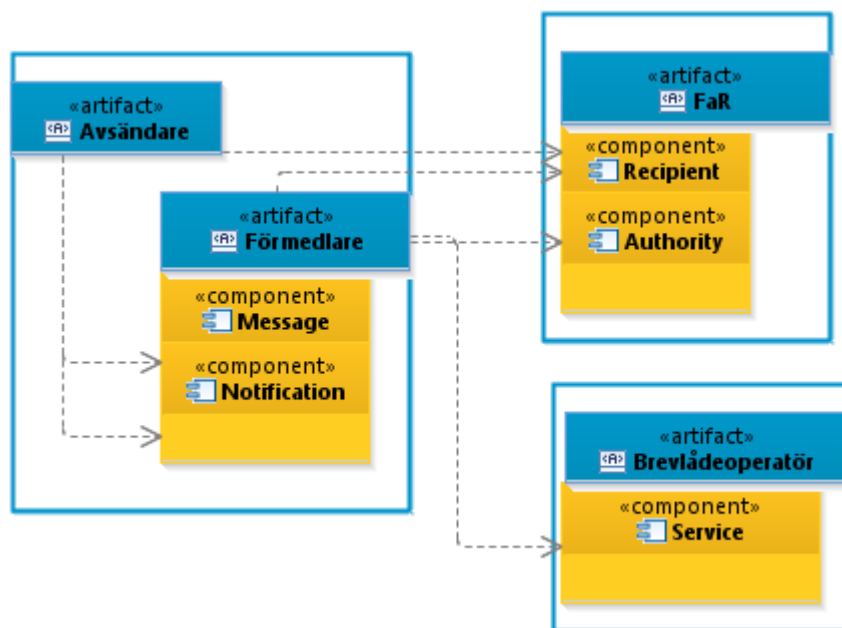 «artifact»
Avsändare
«artifact»
Förmedlare
«component»
Message
«component»
Notification
«artifact»
FaR
«component»
Recipient
«component»
Authority
«artifact»
Brevlådeoperatör
«component»
Service